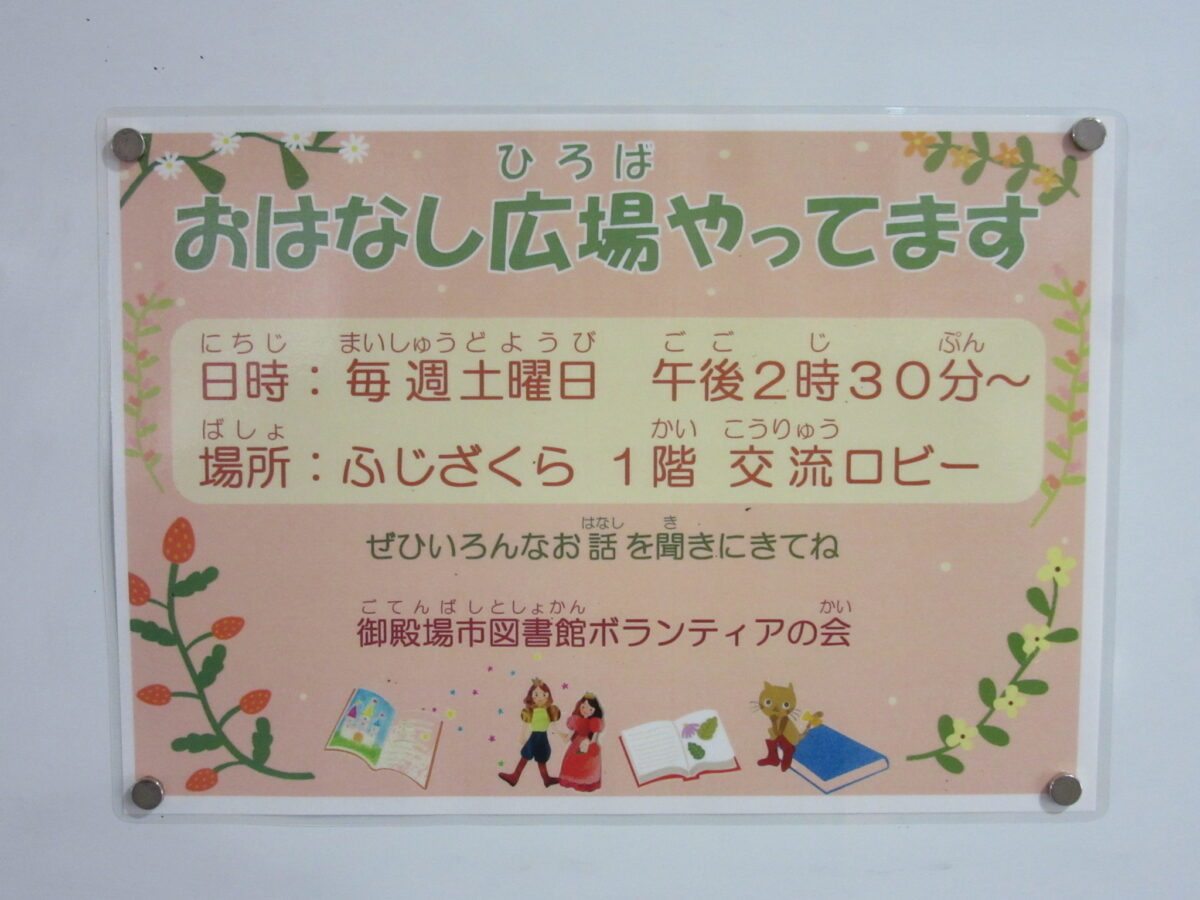 ひろば
おはなし広場やってます
にちじ まいしゅうどようび ごご じ ぷん
日時：毎週土曜日 午後２時３０分～
ばしょ かい こうりゅう
場所：ふじざくら １階 交流ロビー
はなし き
ぜひいろんなお話を聞きにきてね
ごてんばしとしょかん かい
御殿場市図書館ボランティアの会